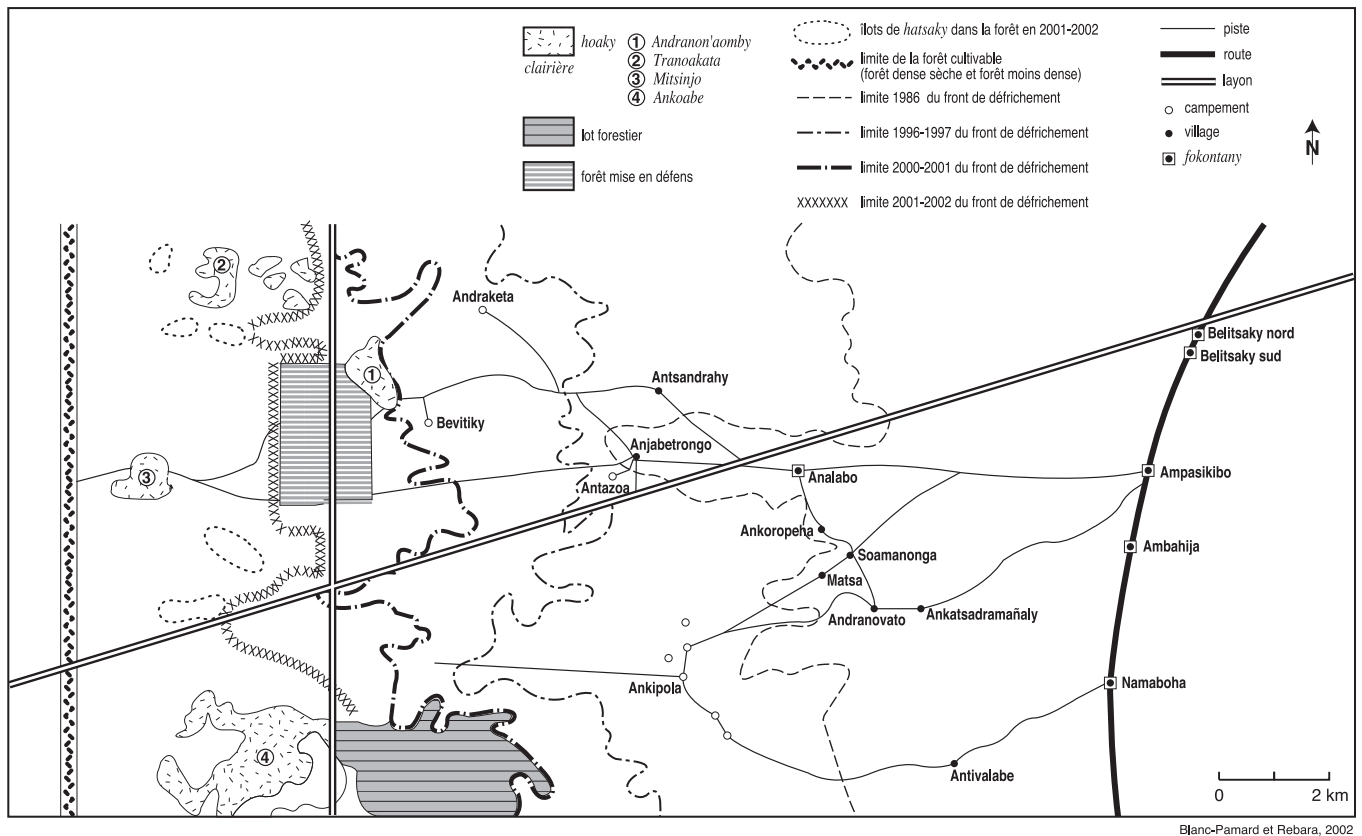 hoaky
clairière
1 Andranon'aomby
2 Tranoakata
3 Mitsinjo
4 Ankoabe
lot forestier
forêt mise en défens
îlots de hatsaky dans la forêt en 2001-2002
limite de la forêt cultivable
(forêt dense sèche et forêt moins dense)
limite 1986 du front de défrichement
limite 1996-1997 du front de défrichement
limite 2000-2001 du front de défrichement
XXXXXXX limite 2001-2002 du front de défrichement
piste
route
layon
campement
village
fokontany
N
2
Andraketa
Belitsaky nord
Belitsaky sud
1
Antsandrahy
Bevitiky
Anjabetrongo
3
Antazoa
Analabo
Ampasikibo
Ankoropeha
Soamanonga
Ambahija
Matsa
Andranovato
Ankatsadramañaly
Ankipola
Namaboha
4
Antivalabe
0 2 km
Blanc-Pamard et Rebara, 2002